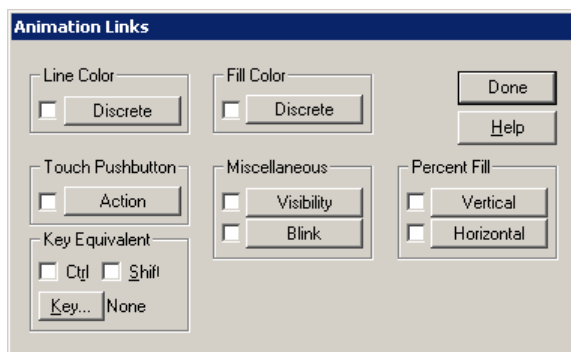 Animation Links
Line Color
Discrete
Fill Color
Discrete
Done
Help
Touch Pushbutton
Action
Miscellaneous
Visibility
Blink
Percent Fill
Vertical
Horizontal
Key Equivalent
Ctrl Shift
Key... None